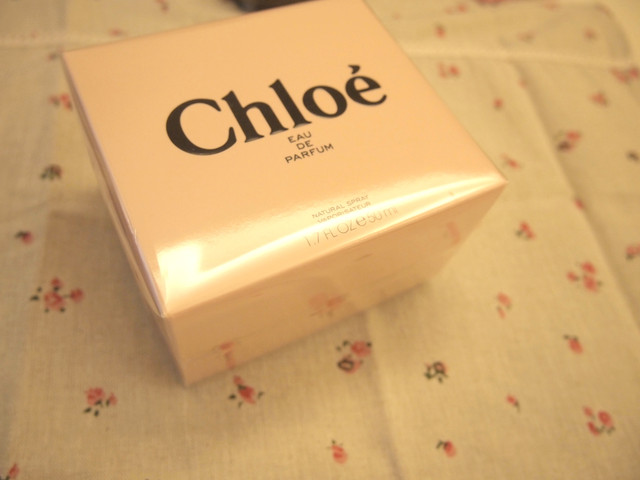 Chloé
EAU
DE
PARFUM
NATURAL SPRAY
VAPORISATEUR
1.7 FL OZ e 50 ml